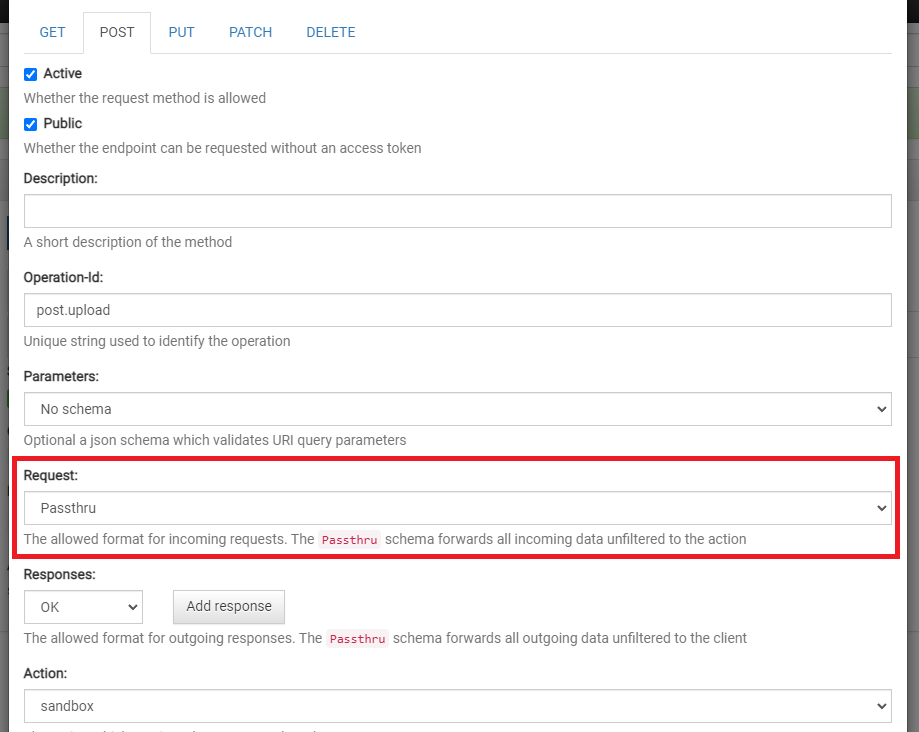 GET POST PUT PATCH DELETE
Active
Whether the request method is allowed
Public
Whether the endpoint can be requested without an access token
Description:
A short description of the method
Operation-Id:
post.upload
Unique string used to identify the operation
Parameters:
No schema
Optional a json schema which validates URI query parameters
Request:
Passthru
The allowed format for incoming requests. The Passthru schema forwards all incoming data unfiltered to the action
Responses:
OK Add response
The allowed format for outgoing responses. The Passthru schema forwards all outgoing data unfiltered to the client
Action:
sandbox